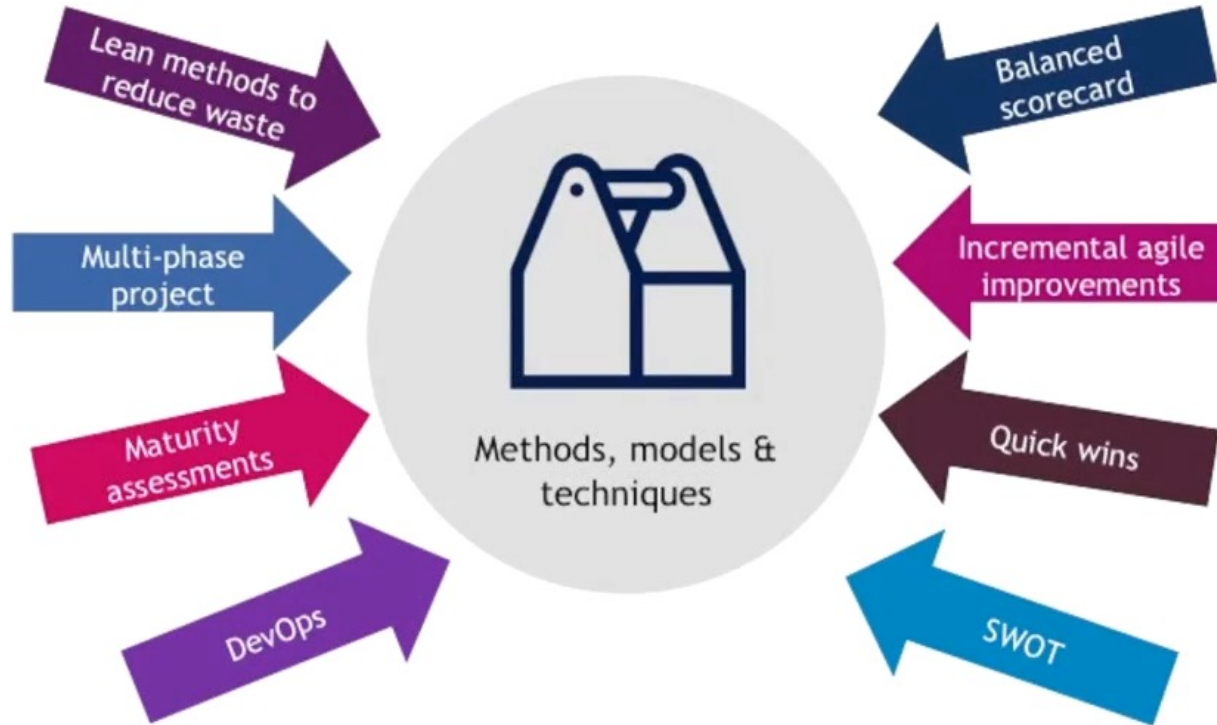 Lean methods to
reduce waste
Multi-phase
project
Maturity
assessments
DevOps
Methods, models &
techniques
Balanced
scorecard
Incremental agile
improvements
Quick wins
SWOT